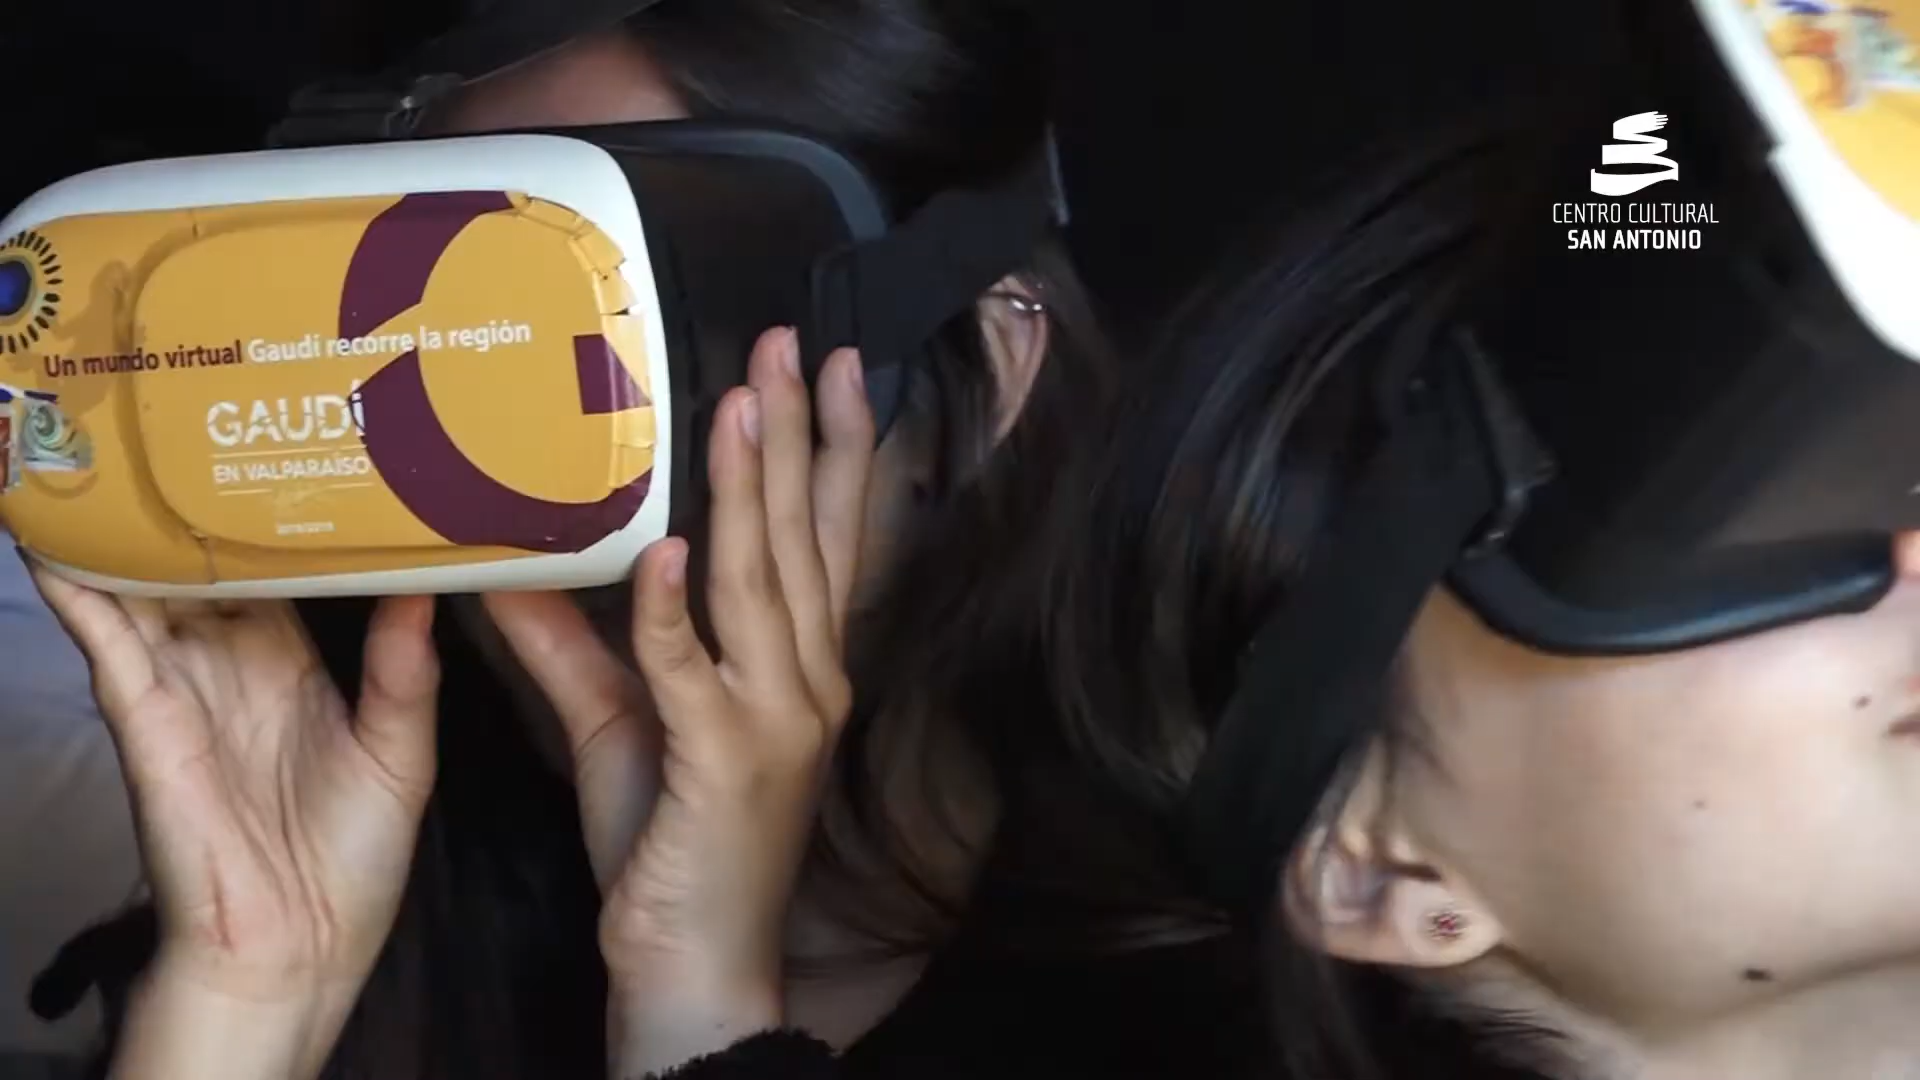 Un mundo virtual Gaudí recorre la región
GAUDÍ
EN VALPARAÍSO
CENTRO CULTURAL
SAN ANTONIO